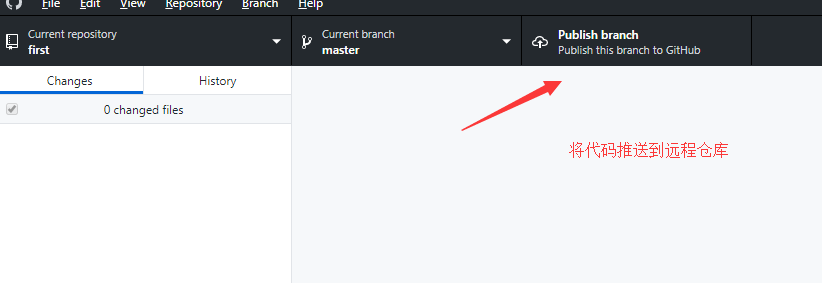 File Edit View Repository Branch Help
Current repository
first
Current branch
master
Publish branch
Publish this branch to GitHub
Changes
History
0 changed files
将代码推送到远程仓库